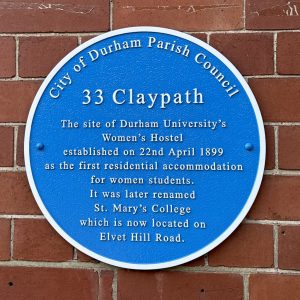 City of Durham Parish Council
33 Claypath
The site of Durham University's
Women's Hostel
established on 22nd April 1899
as the first residential accommodation
for women students.
It was later renamed
St. Mary's College
which is now located on
Elvet Hill Road.